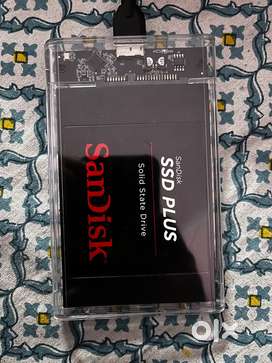 SanDisk
SSD PLUS
Solid State Drive
SanDisk
olx